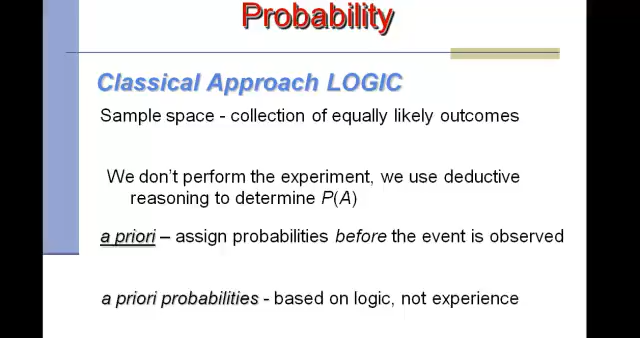 Probability
Classical Approach LOGIC
Sample space - collection of equally likely outcomes
We don't perform the experiment, we use deductive
reasoning to determine P(A)
a priori – assign probabilities before the event is observed
a priori probabilities - based on logic, not experience